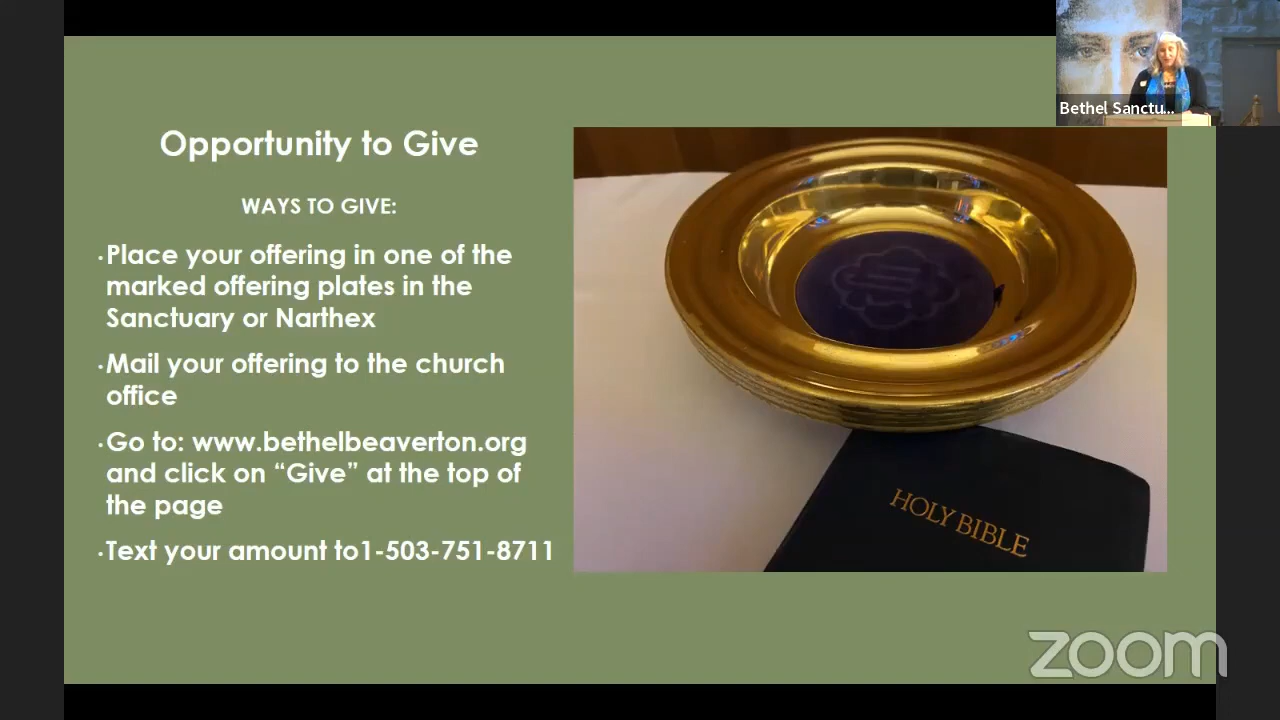 Bethel Sanctu...
Opportunity to Give
WAYS TO GIVE:
·Place your offering in one of the
marked offering plates in the
Sanctuary or Narthex
·Mail your offering to the church
office
·Go to: www.bethelbeaverton.org
and click on “Give” at the top of
the page
·Text your amount to1-503-751-8711
HOLY BIBLE
zoom